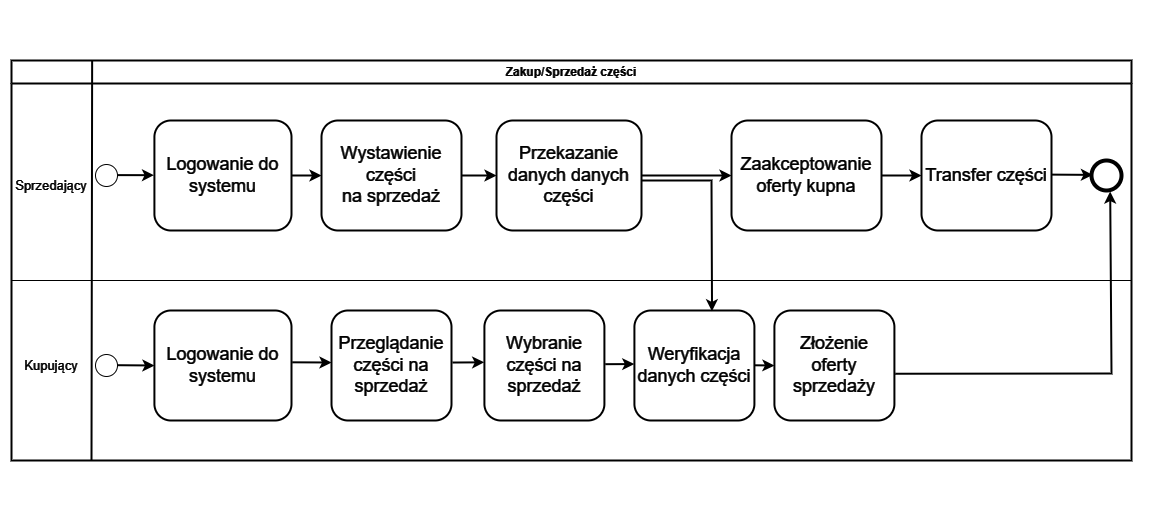 Zakup/Sprzedaż części
Sprzedający
Logowanie do
systemu
Wystawienie
części
na sprzedaż
Przekazanie
danych danych
części
Zaakceptowanie
oferty kupna
Transfer części
Kupujący
Logowanie do
systemu
Przeglądanie
części na
sprzedaż
Wybranie
części na
sprzedaż
Weryfikacja
danych części
Złożenie
oferty
sprzedaży